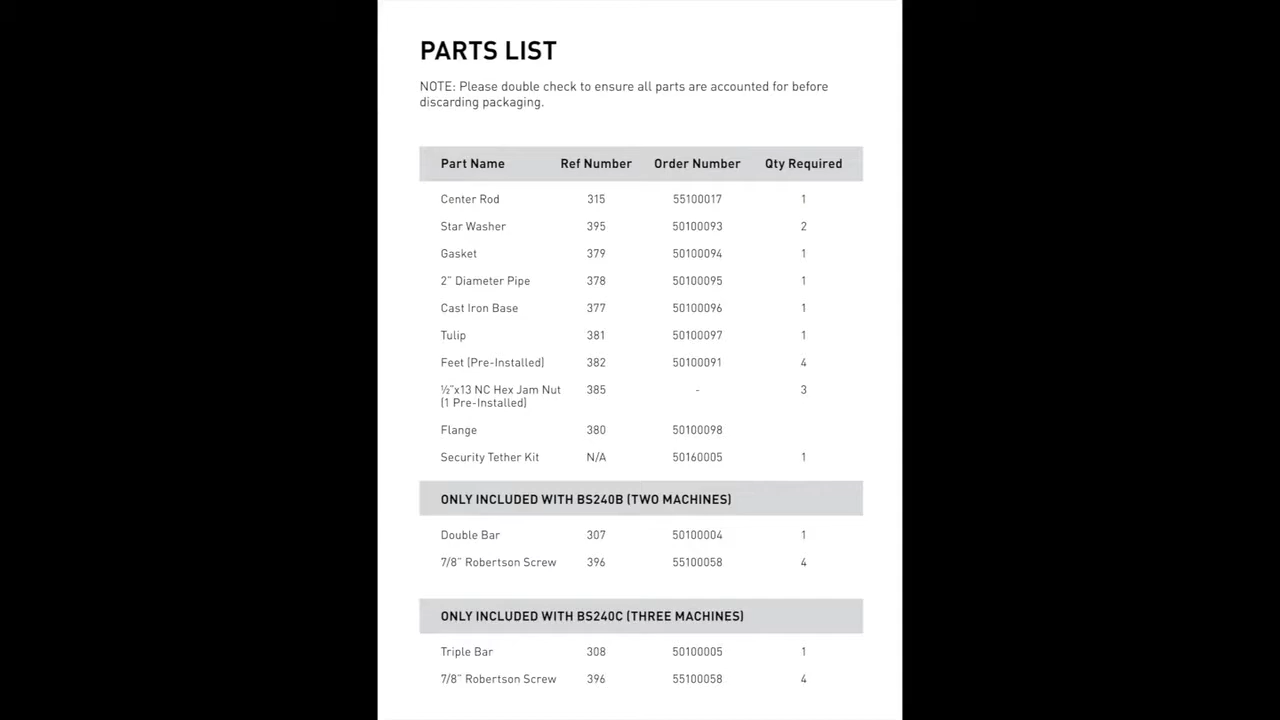 PARTS LIST
NOTE: Please double check to ensure all parts are accounted for before
discarding packaging.
Part Name Ref Number Order Number Qty Required
Center Rod 315 55100017 1
Star Washer 395 50100093 2
Gasket 379 50100094 1
2" Diameter Pipe 378 50100095 1
Cast Iron Base 377 50100096 1
Tulip 381 50100097 1
Feet (Pre-Installed) 382 50100091 4
½"x13 NC Hex Jam Nut 385 - 3
(1 Pre-Installed)
Flange 380 50100098
Security Tether Kit N/A 50160005 1
ONLY INCLUDED WITH BS240B (TWO MACHINES)
Double Bar 307 50100004 1
7/8" Robertson Screw 396 55100058 4
ONLY INCLUDED WITH BS240C (THREE MACHINES)
Triple Bar 308 50100005 1
7/8" Robertson Screw 396 55100058 4